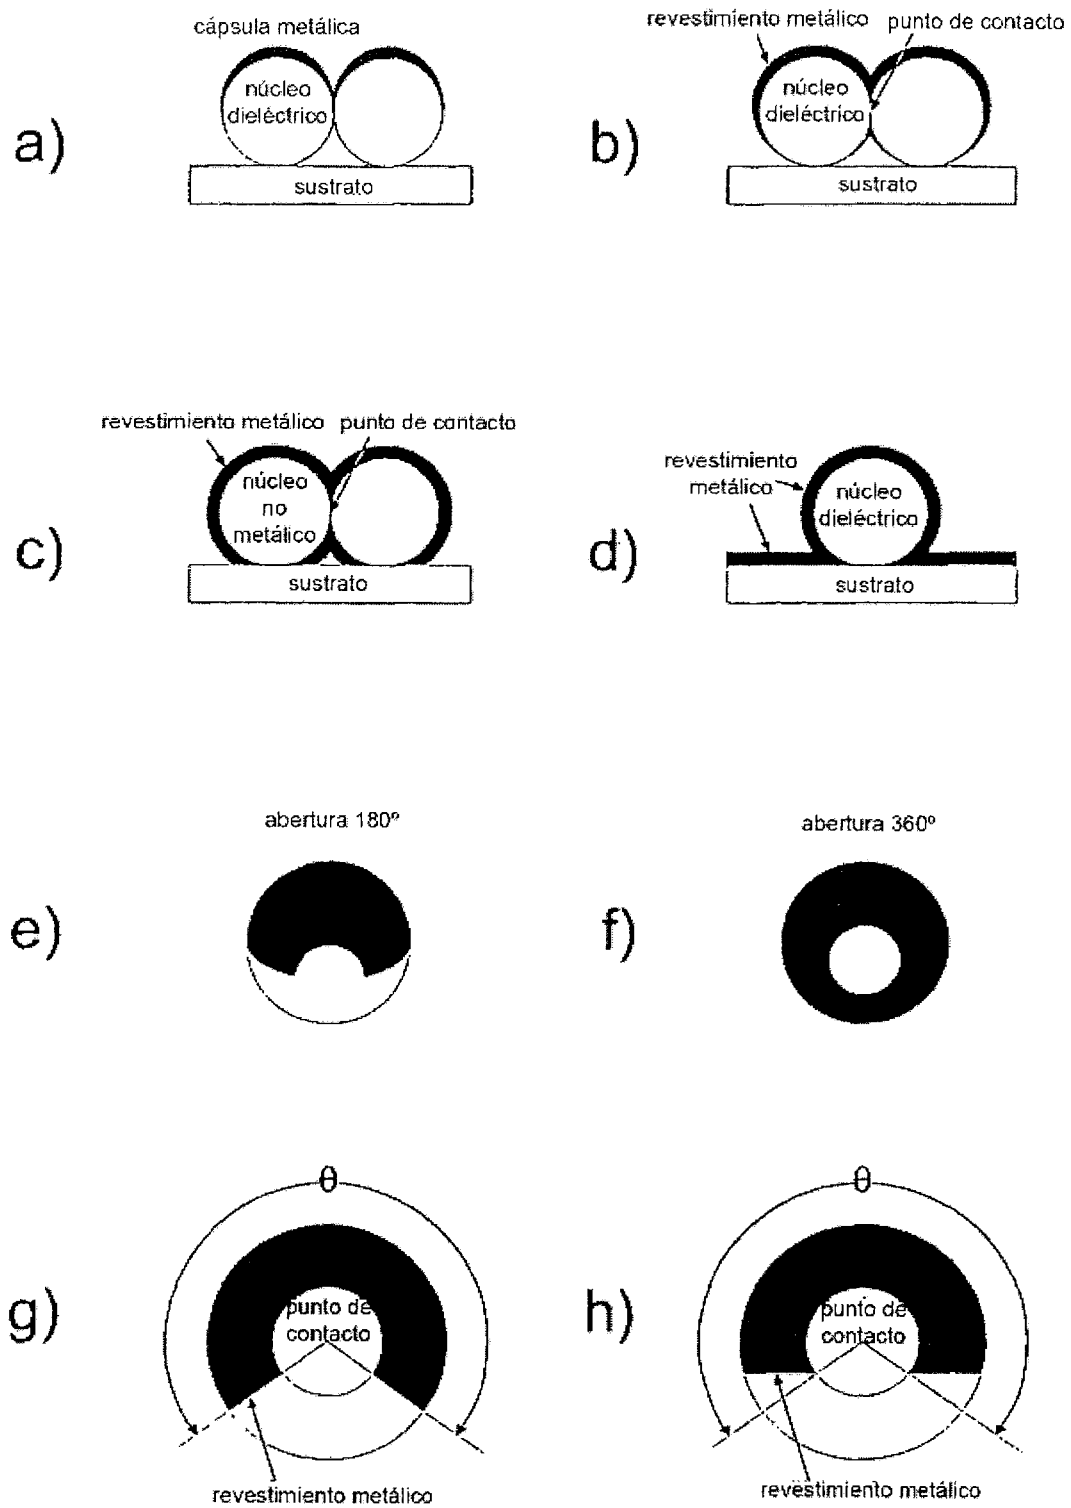 cápsula metálica
núcleo
dieléctrico
a)
sustrato
revestimiento metálico
punto de contacto
núcleo
dieléctrico
b)
sustrato
revestimiento metálico
punto de contacto
núcleo
no
metálico
c)
sustrato
revestimiento
metálico
núcleo
dieléctrico
d)
sustrato
abertura 180º
e)
abertura 360º
f)
θ
g)
punto de
contacto
revestimiento metálico
θ
h)
punto de
contacto
revestimiento metálico